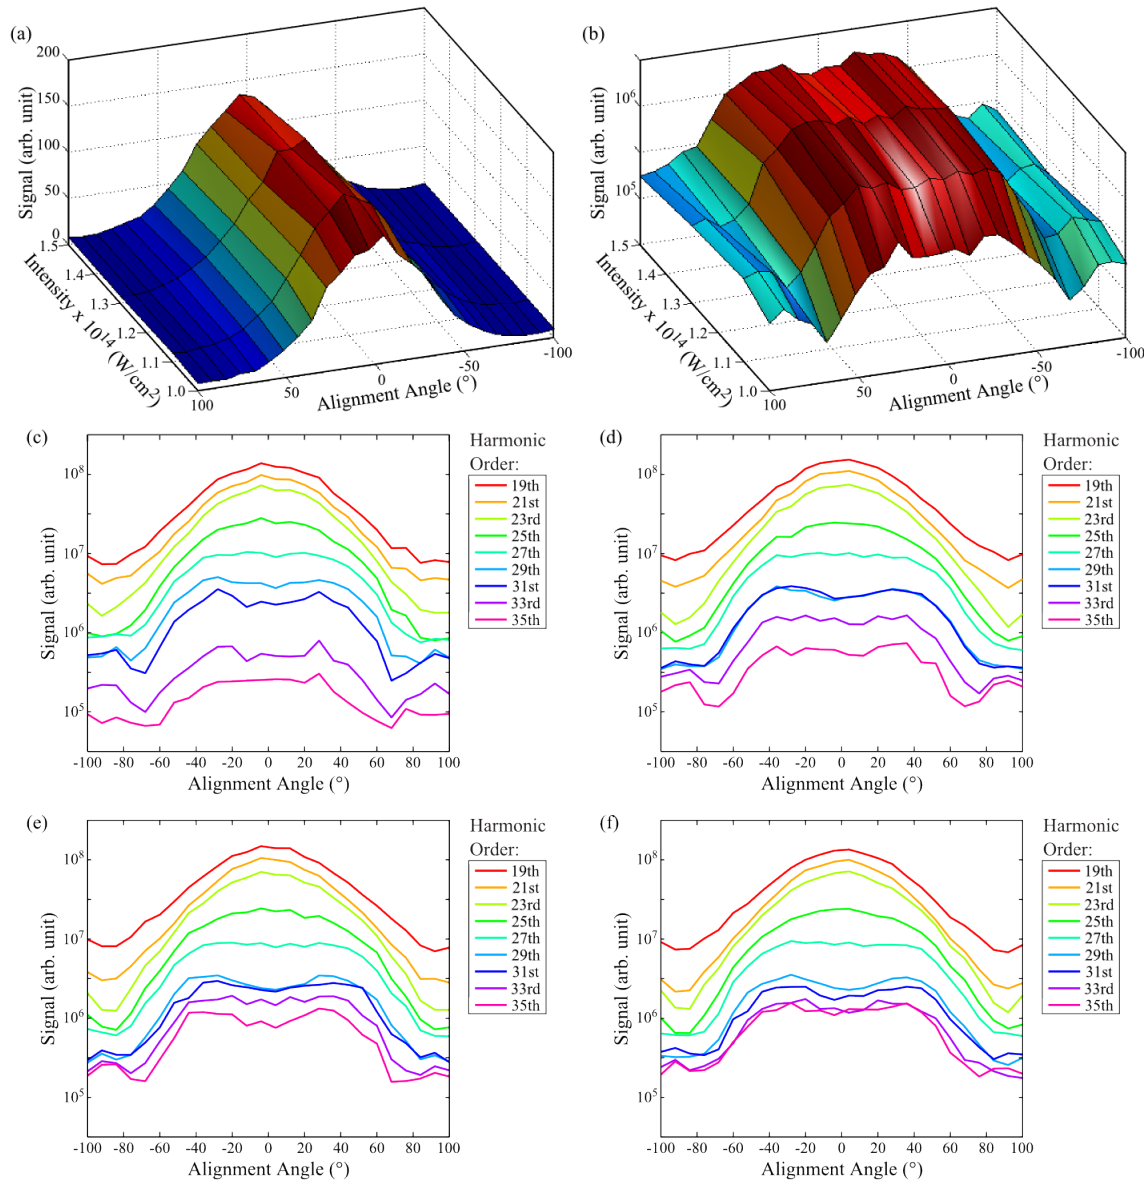 (a)
200
150
100
50
0
Signal (arb. unit)
1.5
1.4
1.3
1.2
1.1
1.0
Intensity x 10¹⁴ (W/cm²)
100
50
0
-50
-100
Alignment Angle (°)
(b)
10⁶
10⁵
Signal (arb. unit)
1.5
1.4
1.3
1.2
1.1
1.0
Intensity x 10¹⁴ (W/cm²)
100
50
0
-50
-100
Alignment Angle (°)
(c)
10⁸
10⁷
10⁶
10⁵
Signal (arb. unit)
-100 -80 -60 -40 -20 0 20 40 60 80 100
Alignment Angle (°)
Harmonic
Order:
19th
21st
23rd
25th
27th
29th
31st
33rd
35th
(d)
10⁸
10⁷
10⁶
10⁵
Signal (arb. unit)
-100 -80 -60 -40 -20 0 20 40 60 80 100
Alignment Angle (°)
Harmonic
Order:
19th
21st
23rd
25th
27th
29th
31st
33rd
35th
(e)
10⁸
10⁷
10⁶
10⁵
Signal (arb. unit)
-100 -80 -60 -40 -20 0 20 40 60 80 100
Alignment Angle (°)
Harmonic
Order:
19th
21st
23rd
25th
27th
29th
31st
33rd
35th
(f)
10⁸
10⁷
10⁶
10⁵
Signal (arb. unit)
-100 -80 -60 -40 -20 0 20 40 60 80 100
Alignment Angle (°)
Harmonic
Order:
19th
21st
23rd
25th
27th
29th
31st
33rd
35th